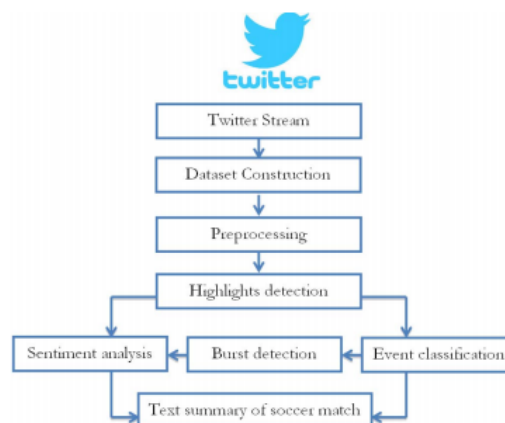 twitter
Twitter Stream
Dataset Construction
Preprocessing
Highlights detection
Sentiment analysis
Burst detection
Event classification
Text summary of soccer match